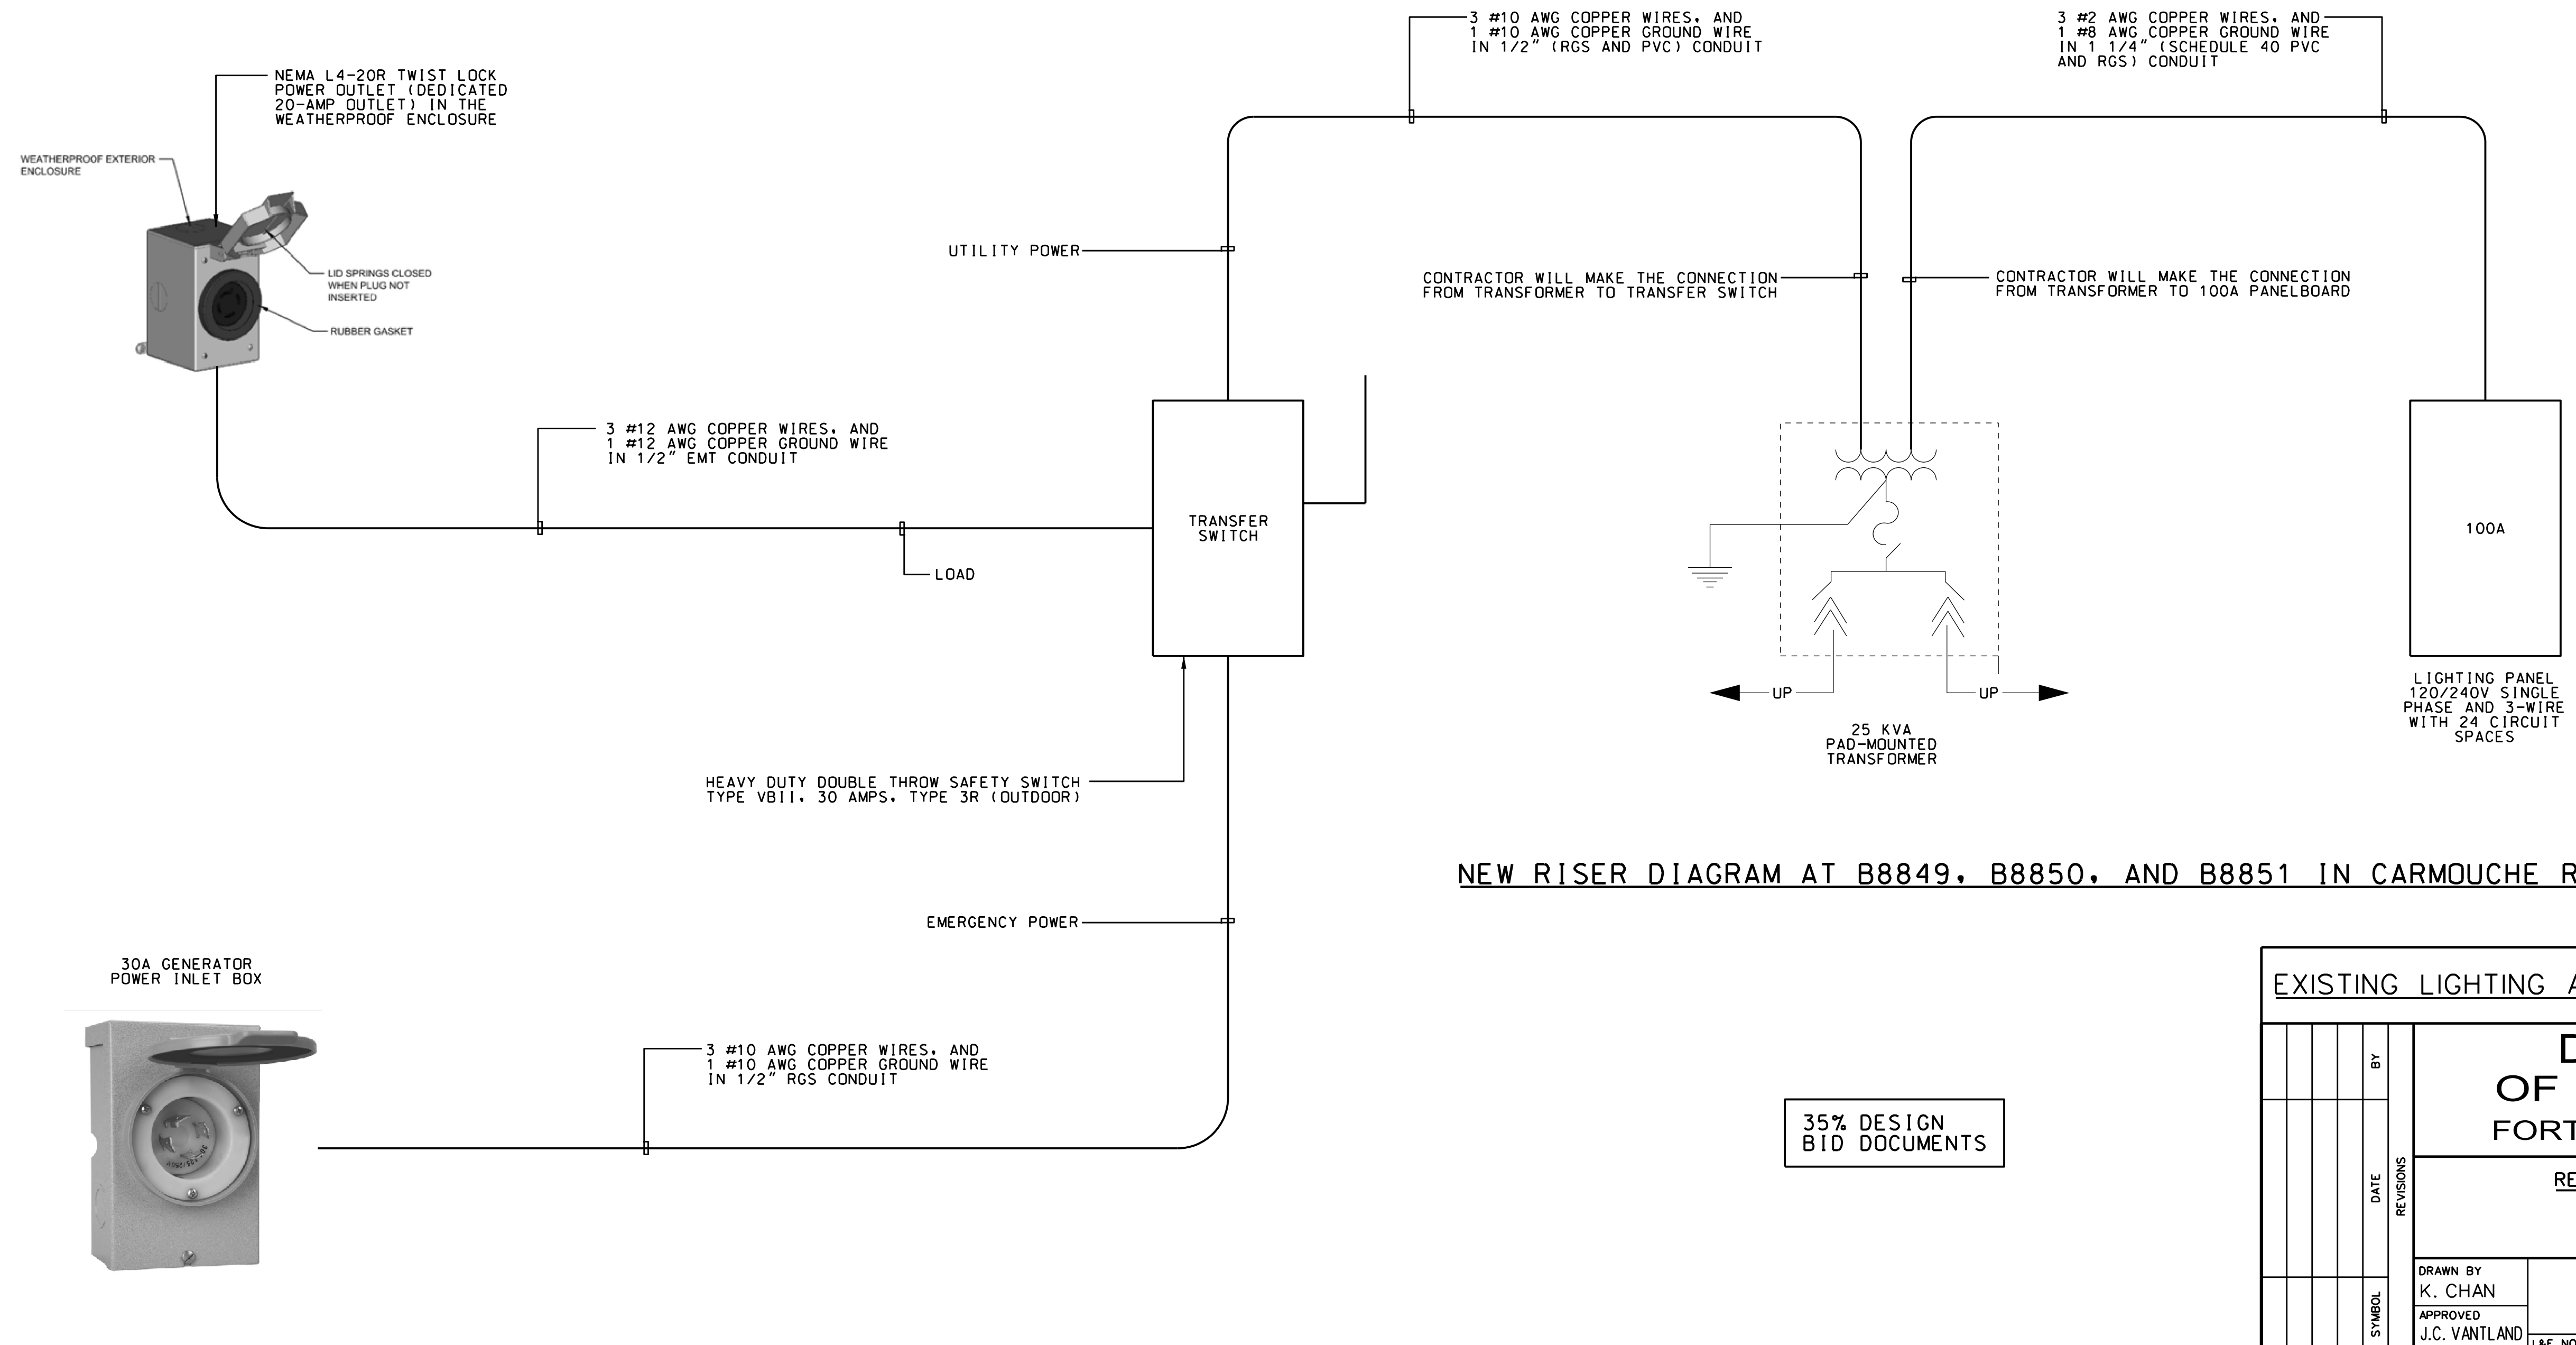 3 #10 AWG COPPER WIRES, AND
1 #10 AWG COPPER GROUND WIRE
IN 1/2" (RGS AND PVC) CONDUIT
3 #2 AWG COPPER WIRES, AND
1 #8 AWG COPPER GROUND WIRE
IN 1 1/4" (SCHEDULE 40 PVC
AND RGS) CONDUIT
NEMA L4-20R TWIST LOCK
POWER OUTLET (DEDICATED
20-AMP OUTLET) IN THE
WEATHERPROOF ENCLOSURE
WEATHERPROOF EXTERIOR
ENCLOSURE
LID SPRINGS CLOSED
WHEN PLUG NOT
INSERTED
RUBBER GASKET
UTILITY POWER
CONTRACTOR WILL MAKE THE CONNECTION
FROM TRANSFORMER TO TRANSFER SWITCH
CONTRACTOR WILL MAKE THE CONNECTION
FROM TRANSFORMER TO 100A PANELBOARD
3 #12 AWG COPPER WIRES, AND
1 #12 AWG COPPER GROUND WIRE
IN 1/2" EMT CONDUIT
TRANSFER
SWITCH
LOAD
100A
UP
UP
25 KVA
PAD-MOUNTED
TRANSFORMER
LIGHTING PANEL
120/240V SINGLE
PHASE AND 3-WIRE
WITH 24 CIRCUIT
SPACES
HEAVY DUTY DOUBLE THROW SAFETY SWITCH
TYPE VBII, 30 AMPS, TYPE 3R (OUTDOOR)
NEW RISER DIAGRAM AT B8849, B8850, AND B8851 IN CARMOUCHE R
EMERGENCY POWER
30A GENERATOR
POWER INLET BOX
3 #10 AWG COPPER WIRES, AND
1 #10 AWG COPPER GROUND WIRE
IN 1/2" RGS CONDUIT
35% DESIGN
BID DOCUMENTS
EXISTING LIGHTING A
D
OF
FORT
RE
BY
DATE
SYMBOL
REVISIONS
DRAWN BY
K. CHAN
APPROVED
J.C. VANTLAND